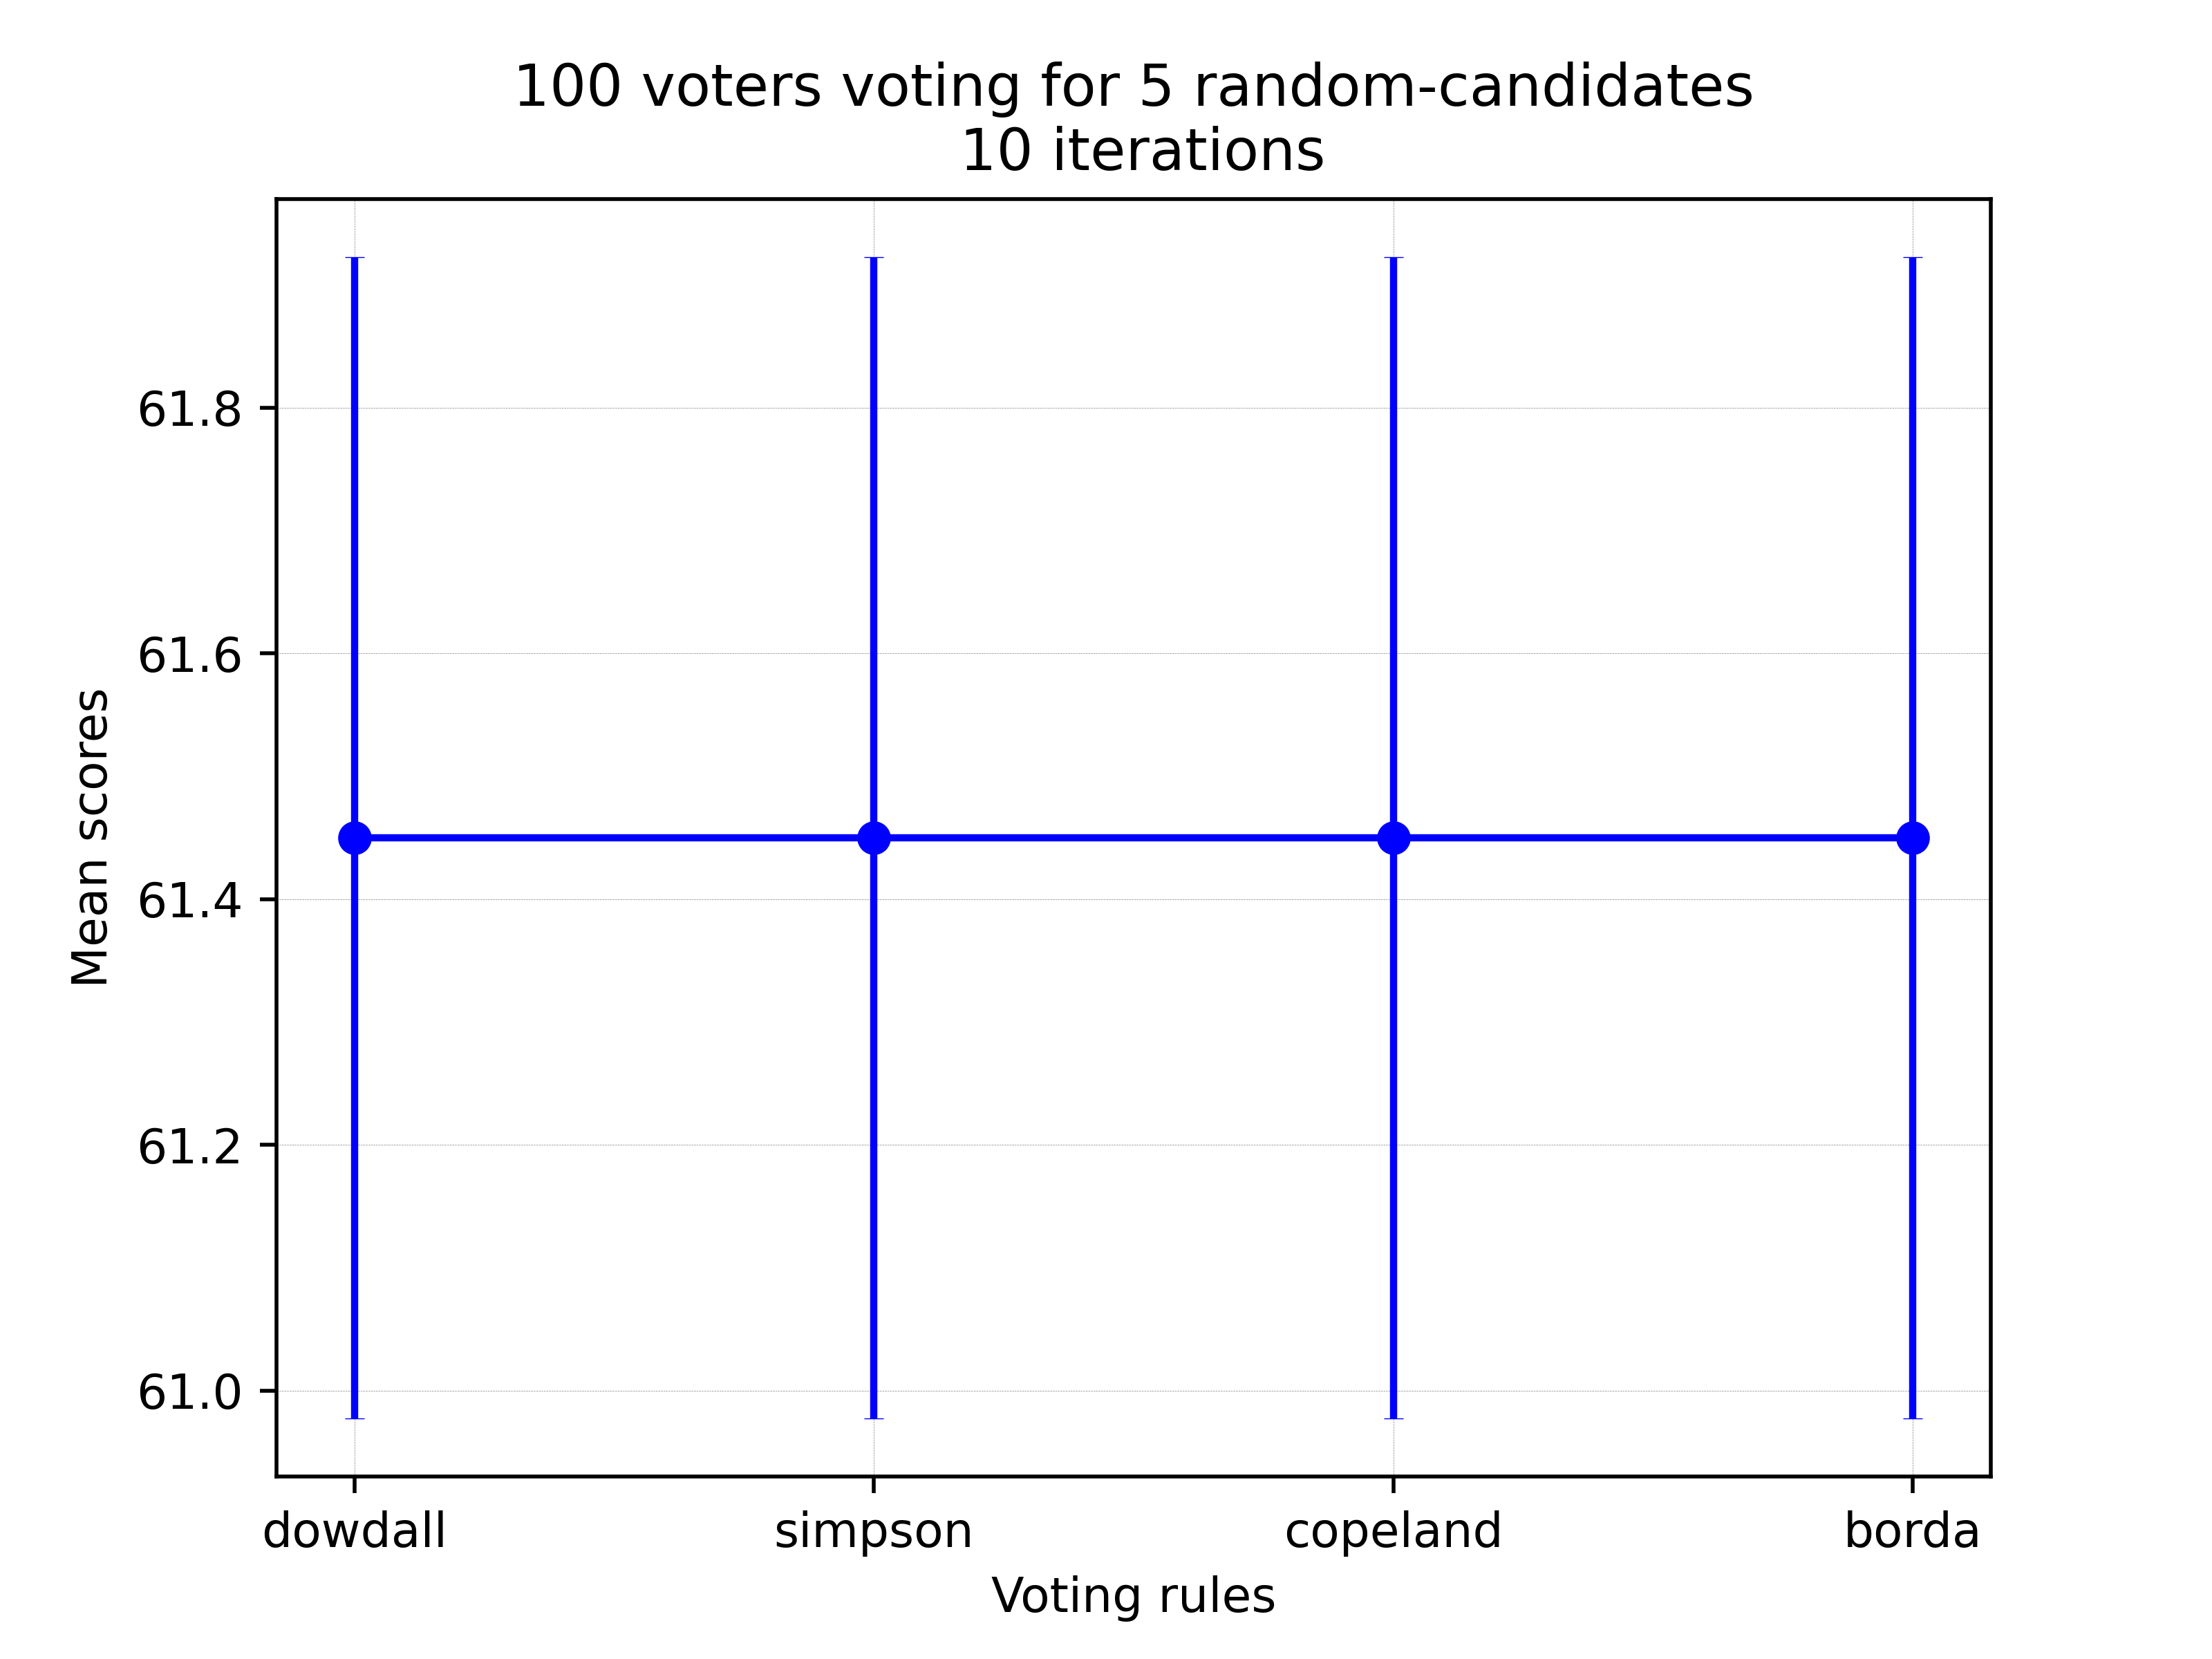 100 voters voting for 5 random-candidates
10 iterations
Mean scores
61.8
61.6
61.4
61.2
61.0
dowdall simpson copeland borda
Voting rules